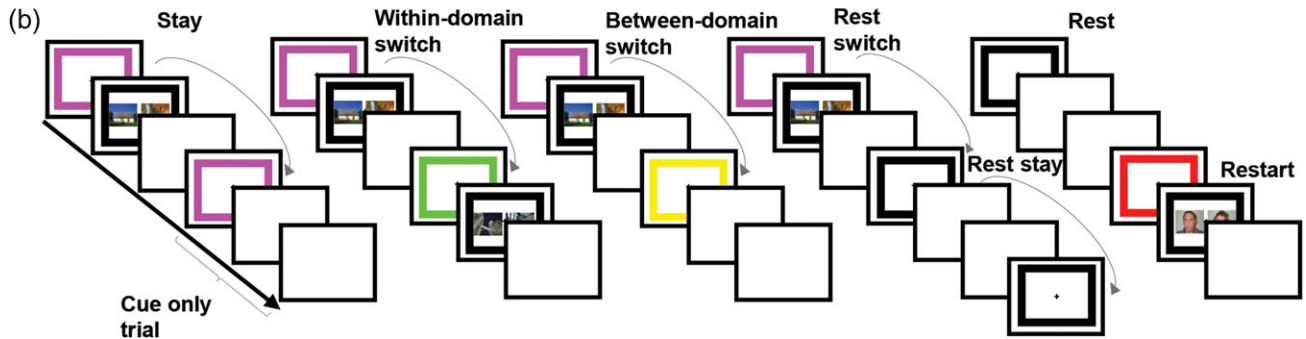 (b)
Stay
Within-domain
switch
Between-domain
switch
Rest
switch
Rest
Rest stay
Restart
Cue only
trial